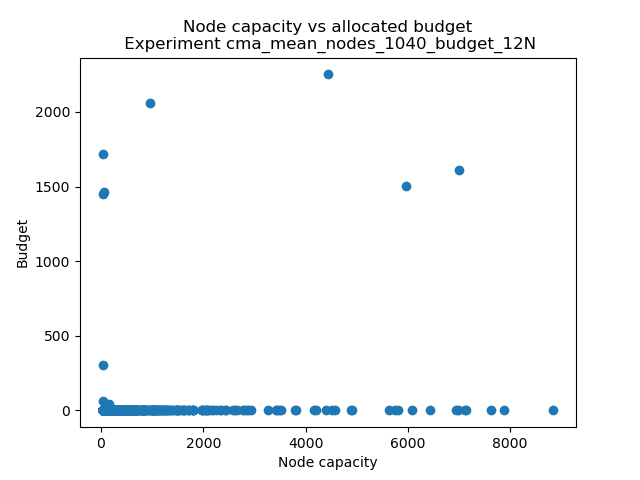 Node capacity vs allocated budget
Experiment cma_mean_nodes_1040_budget_12N
2000
1500
1000
500
0
Budget
0 2000 4000 6000 8000
Node capacity